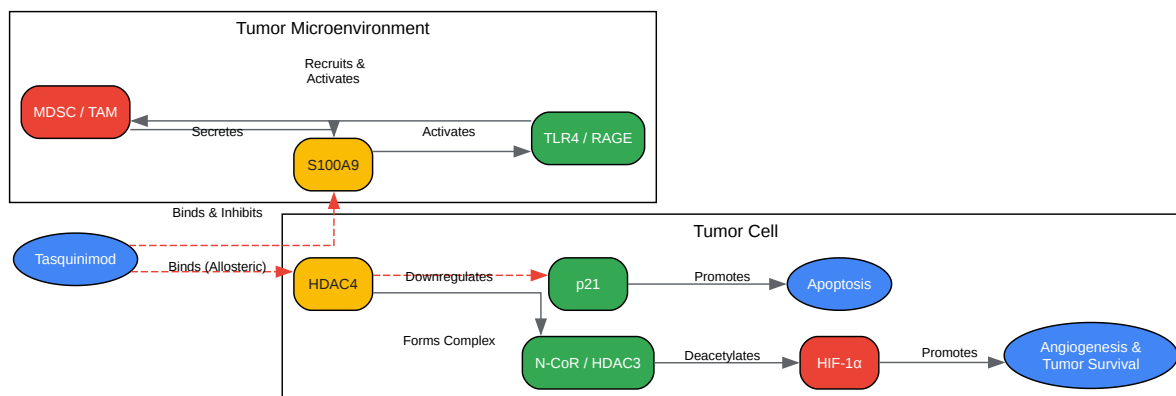 Tumor Microenvironment
Recruits &
Activates
MDSC / TAM
Secretes
Activates
TLR4 / RAGE
S100A9
Binds & Inhibits
Tumor Cell
Tasquinimod
Binds (Allosteric)
HDAC4
Downregulates
p21
Promotes
Apoptosis
Forms Complex
N-CoR / HDAC3
Deacetylates
HIF-1α
Promotes
Angiogenesis &
Tumor Survival